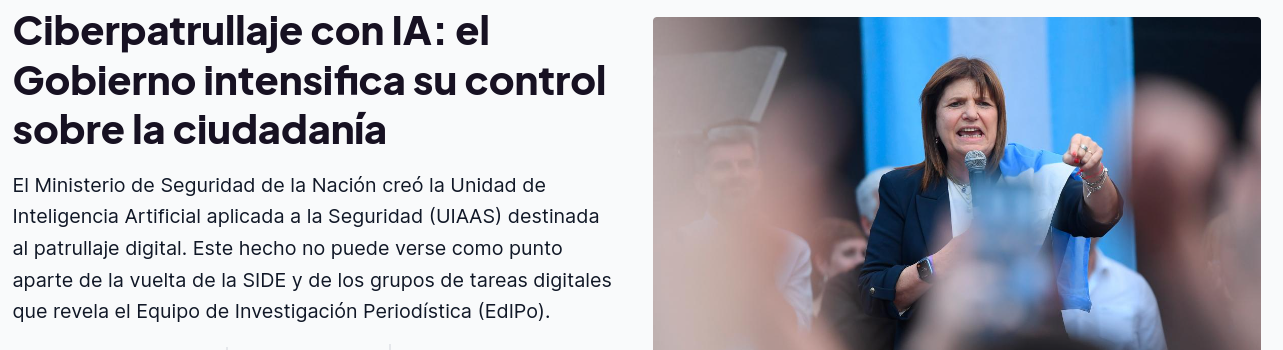 Ciberpatrullaje con IA: el
Gobierno intensifica su control
sobre la ciudadanía
El Ministerio de Seguridad de la Nación creó la Unidad de
Inteligencia Artificial aplicada a la Seguridad (UIAAS) destinada
al patrullaje digital. Este hecho no puede verse como punto
aparte de la vuelta de la SIDE y de los grupos de tareas digitales
que revela el Equipo de Investigación Periodística (EdIPo).